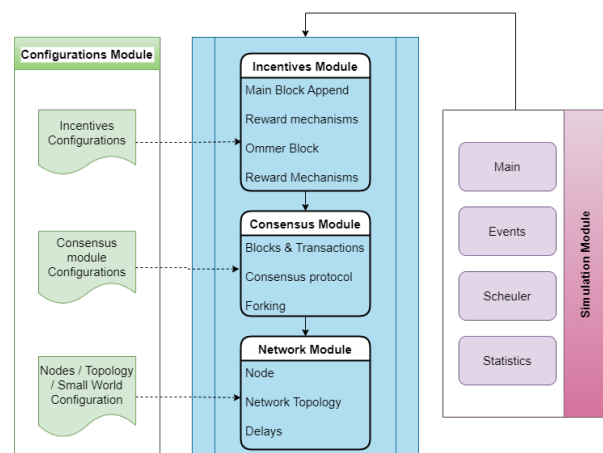 Configurations Module
Incentives
Configurations
Consensus
module
Configurations
Nodes / Topology
/ Small World
Configuration
Incentives Module
Main Block Append
Reward mechanisms
Ommer Block
Reward Mechanisms
Consensus Module
Blocks & Transactions
Consensus protocol
Forking
Network Module
Node
Network Topology
Delays
Main
Events
Scheuler
Statistics
Simulation Module